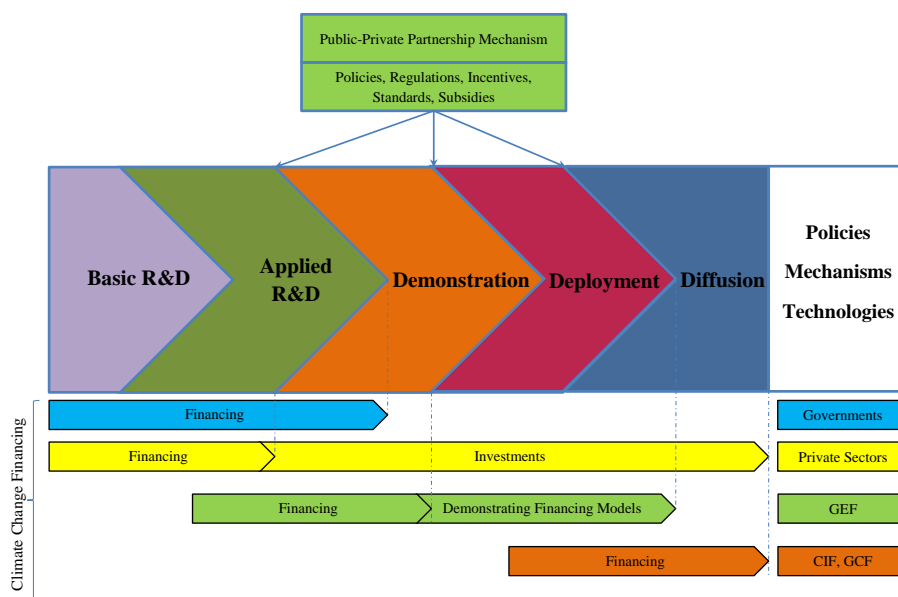 Public-Private Partnership Mechanism
Policies, Regulations, Incentives,
Standards, Subsidies
Basic R&D
Applied
R&D
Demonstration
Deployment
Diffusion
Policies
Mechanisms
Technologies
Climate Change Financing
Financing
Governments
Financing
Investments
Private Sectors
Financing
Demonstrating Financing Models
GEF
Financing
CIF, GCF